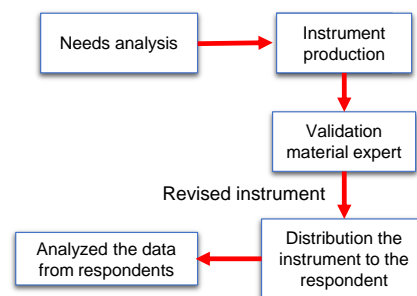 Needs analysis
Instrument
production
Validation
material expert
Revised instrument
Distribution the
instrument to the
respondent
Analyzed the data
from respondents